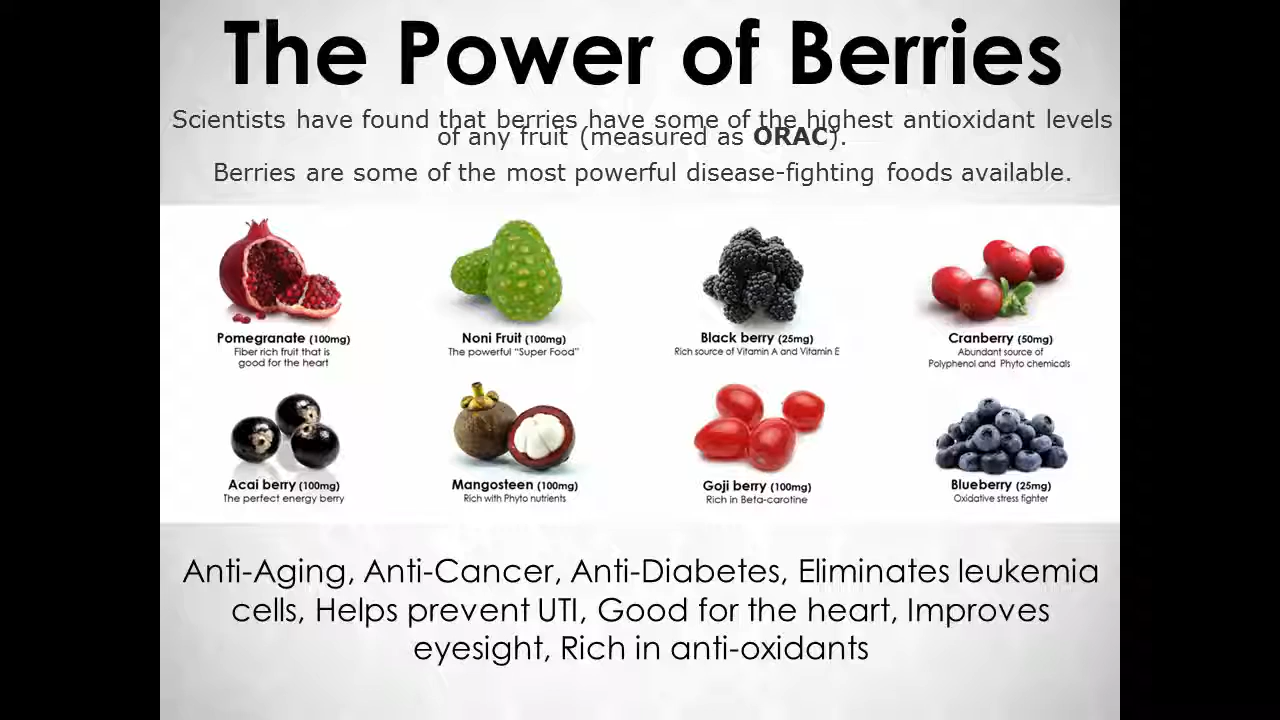 The Power of Berries
Scientists have found that berries have some of the highest antioxidant levels
of any fruit (measured as ORAC).
Berries are some of the most powerful disease-fighting foods available.
Pomegranate (100mg)
Fiber rich fruit that is
good for the heart
Noni Fruit (100mg)
The powerful "Super Food"
Black berry (25mg)
Rich source of Vitamin A and Vitamin E
Cranberry (50mg)
Abundant source of
Polyphenol and Phyto chemicals
Acai berry (100mg)
The perfect energy berry
Mangosteen (100mg)
Rich with Phyto nutrients
Goji berry (100mg)
Rich in Beta-carotine
Blueberry (25mg)
Oxidative stress fighter
Anti-Aging, Anti-Cancer, Anti-Diabetes, Eliminates leukemia
cells, Helps prevent UTI, Good for the heart, Improves
eyesight, Rich in anti-oxidants